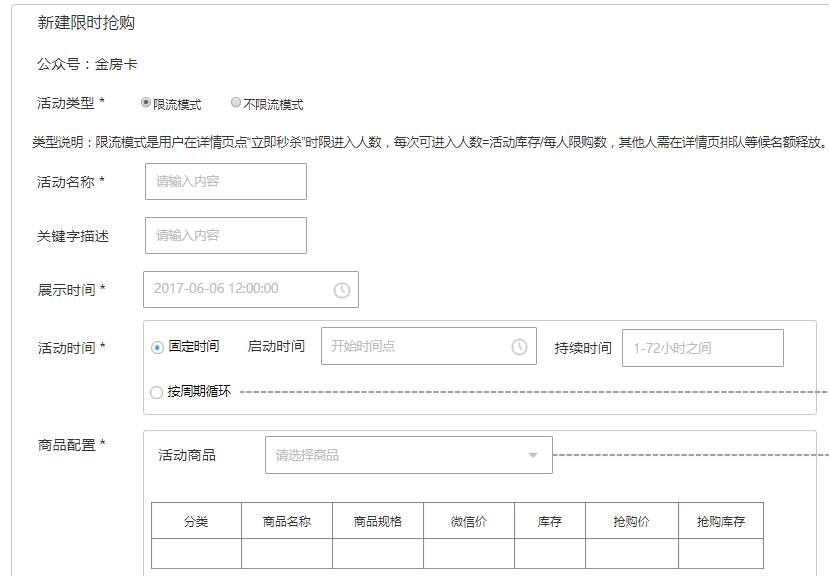 新建限时抢购
公众号：金房卡
活动类型 * 限流模式 不限流模式
类型说明：限流模式是用户在详情页点“立即秒杀”时限进入人数，每次可进入人数=活动库存/每人限购数，其他人需在详情页排队等候名额释放。
活动名称 * 请输入内容
关键字描述 请输入内容
展示时间 * 2017-06-06 12:00:00
活动时间 * 固定时间 启动时间 开始时间点 持续时间 1-72小时之间
按周期循环
商品配置 * 活动商品 请选择商品
分类 商品名称 商品规格 微信价 库存 抢购价 抢购库存